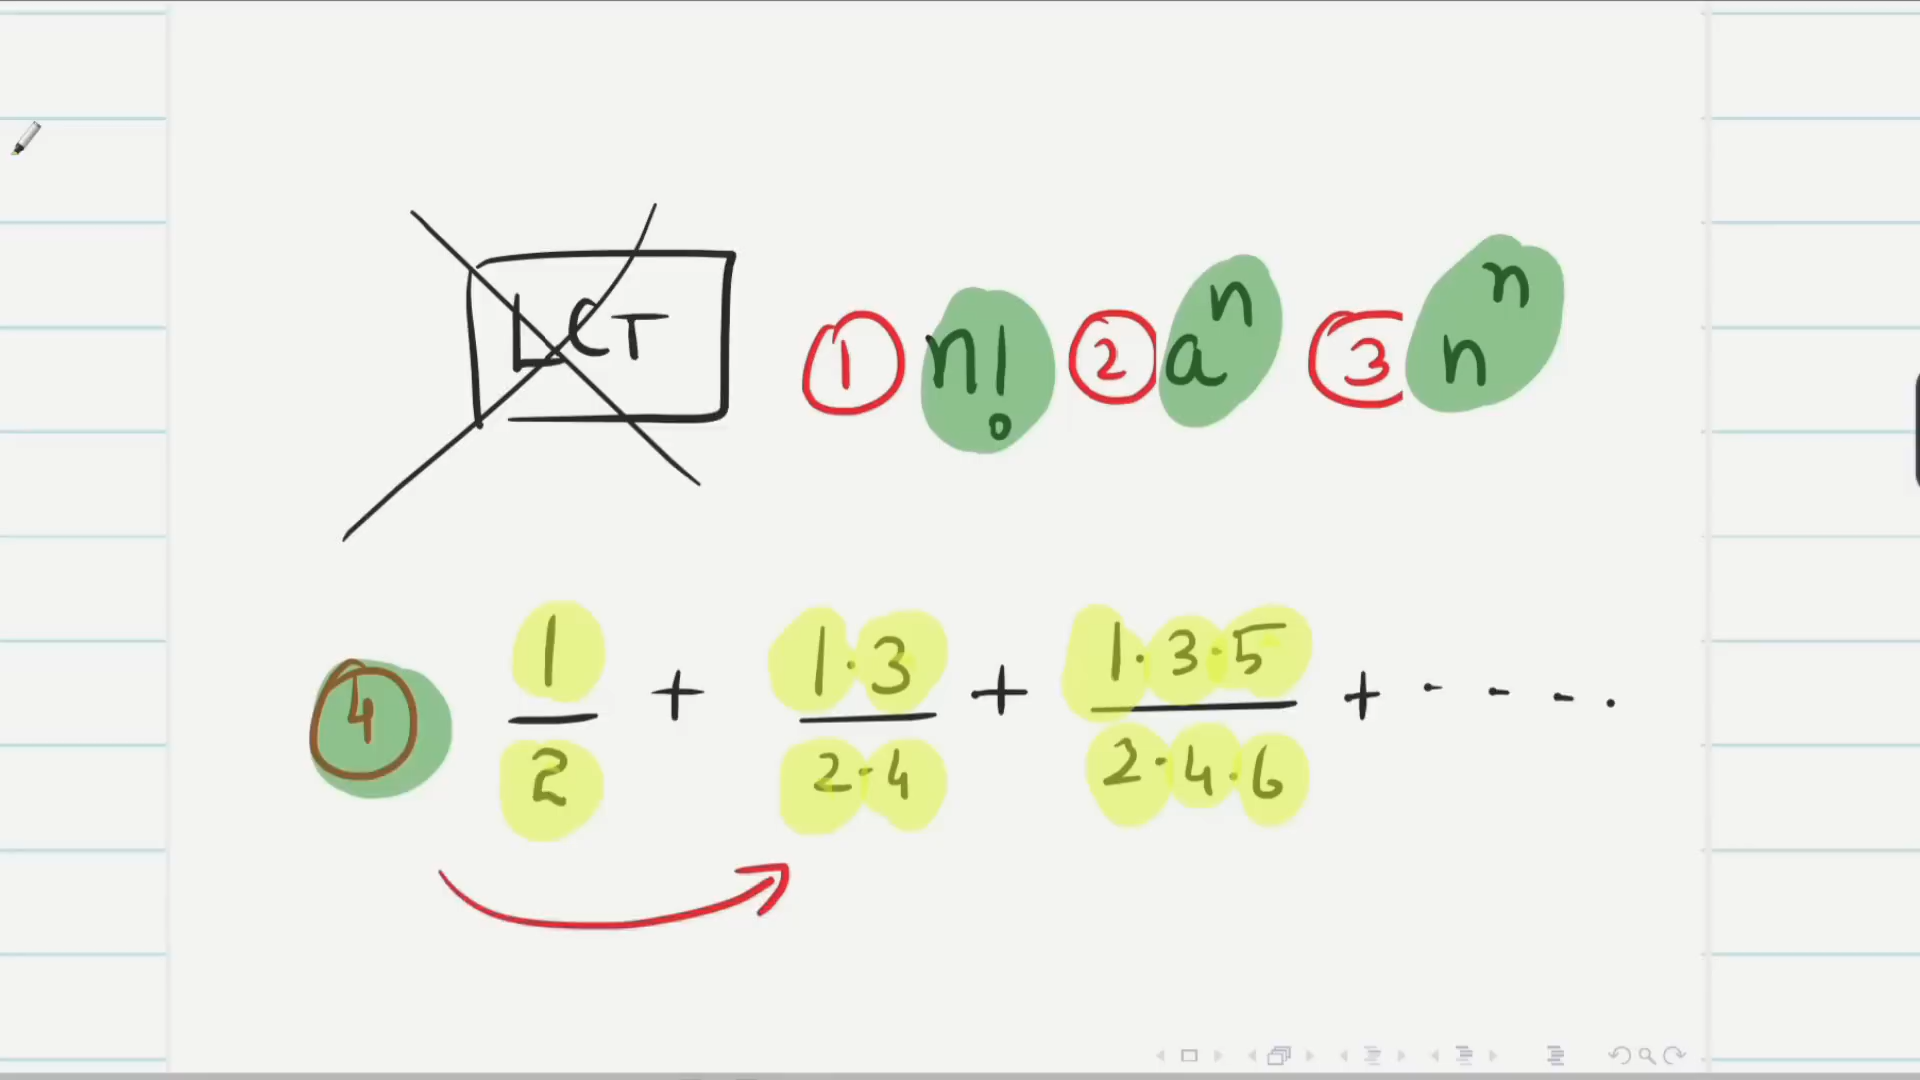 LCT ① n! ② aⁿ ③ nⁿ
④ 1/2 + 1·3/2·4 + 1·3·5/2·4·6 + ....